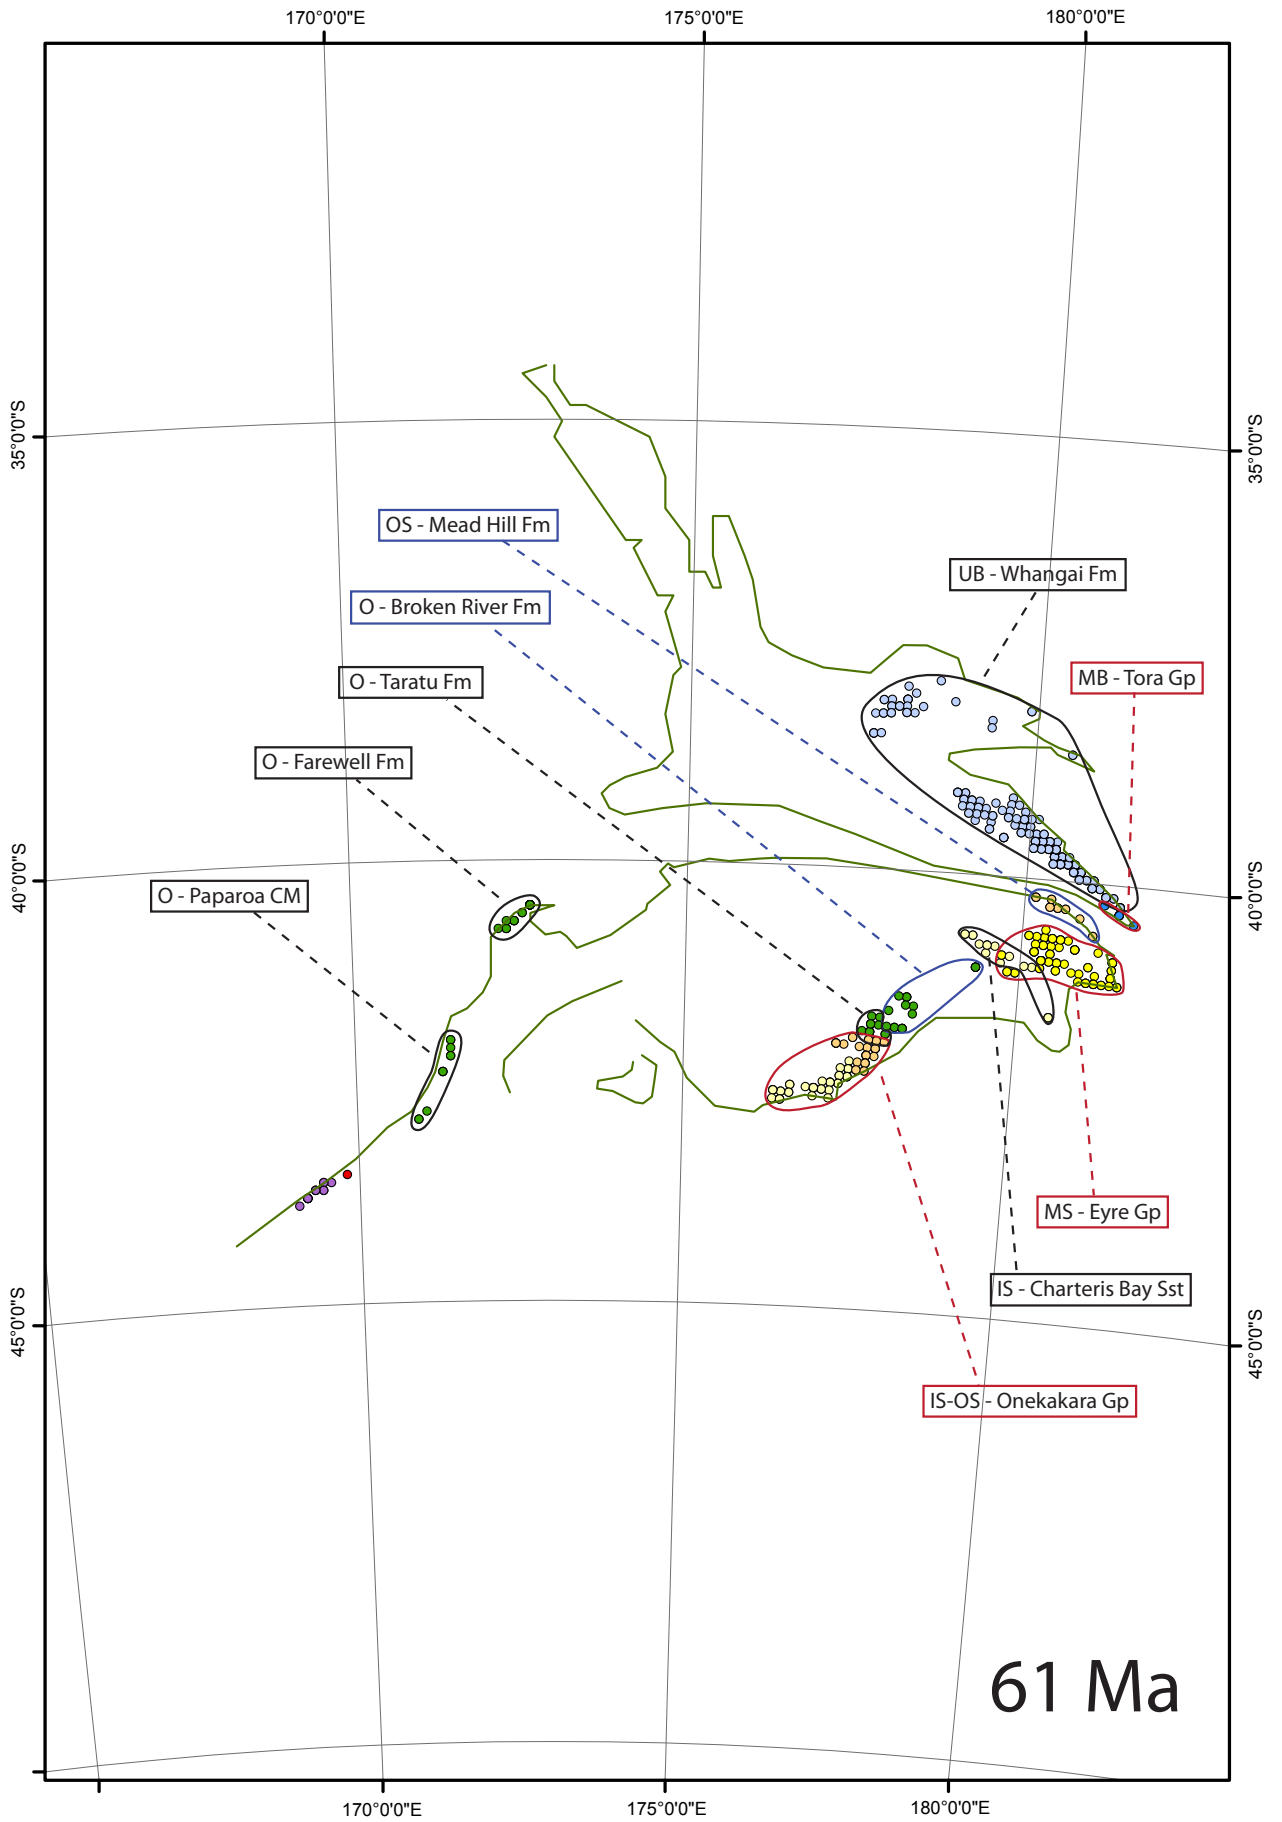 170°0'0"E
175°0'0"E
180°0'0"E
35°0'0"S
35°0'0"S
OS - Mead Hill Fm
UB - Whangai Fm
O - Broken River Fm
MB - Tora Gp
O - Taratu Fm
O - Farewell Fm
40°0'0"S
40°0'0"S
O - Paparoa CM
MS - Eyre Gp
IS - Charteris Bay Sst
45°0'0"S
45°0'0"S
IS-OS - Onekakara Gp
61 Ma
170°0'0"E
175°0'0"E
180°0'0"E